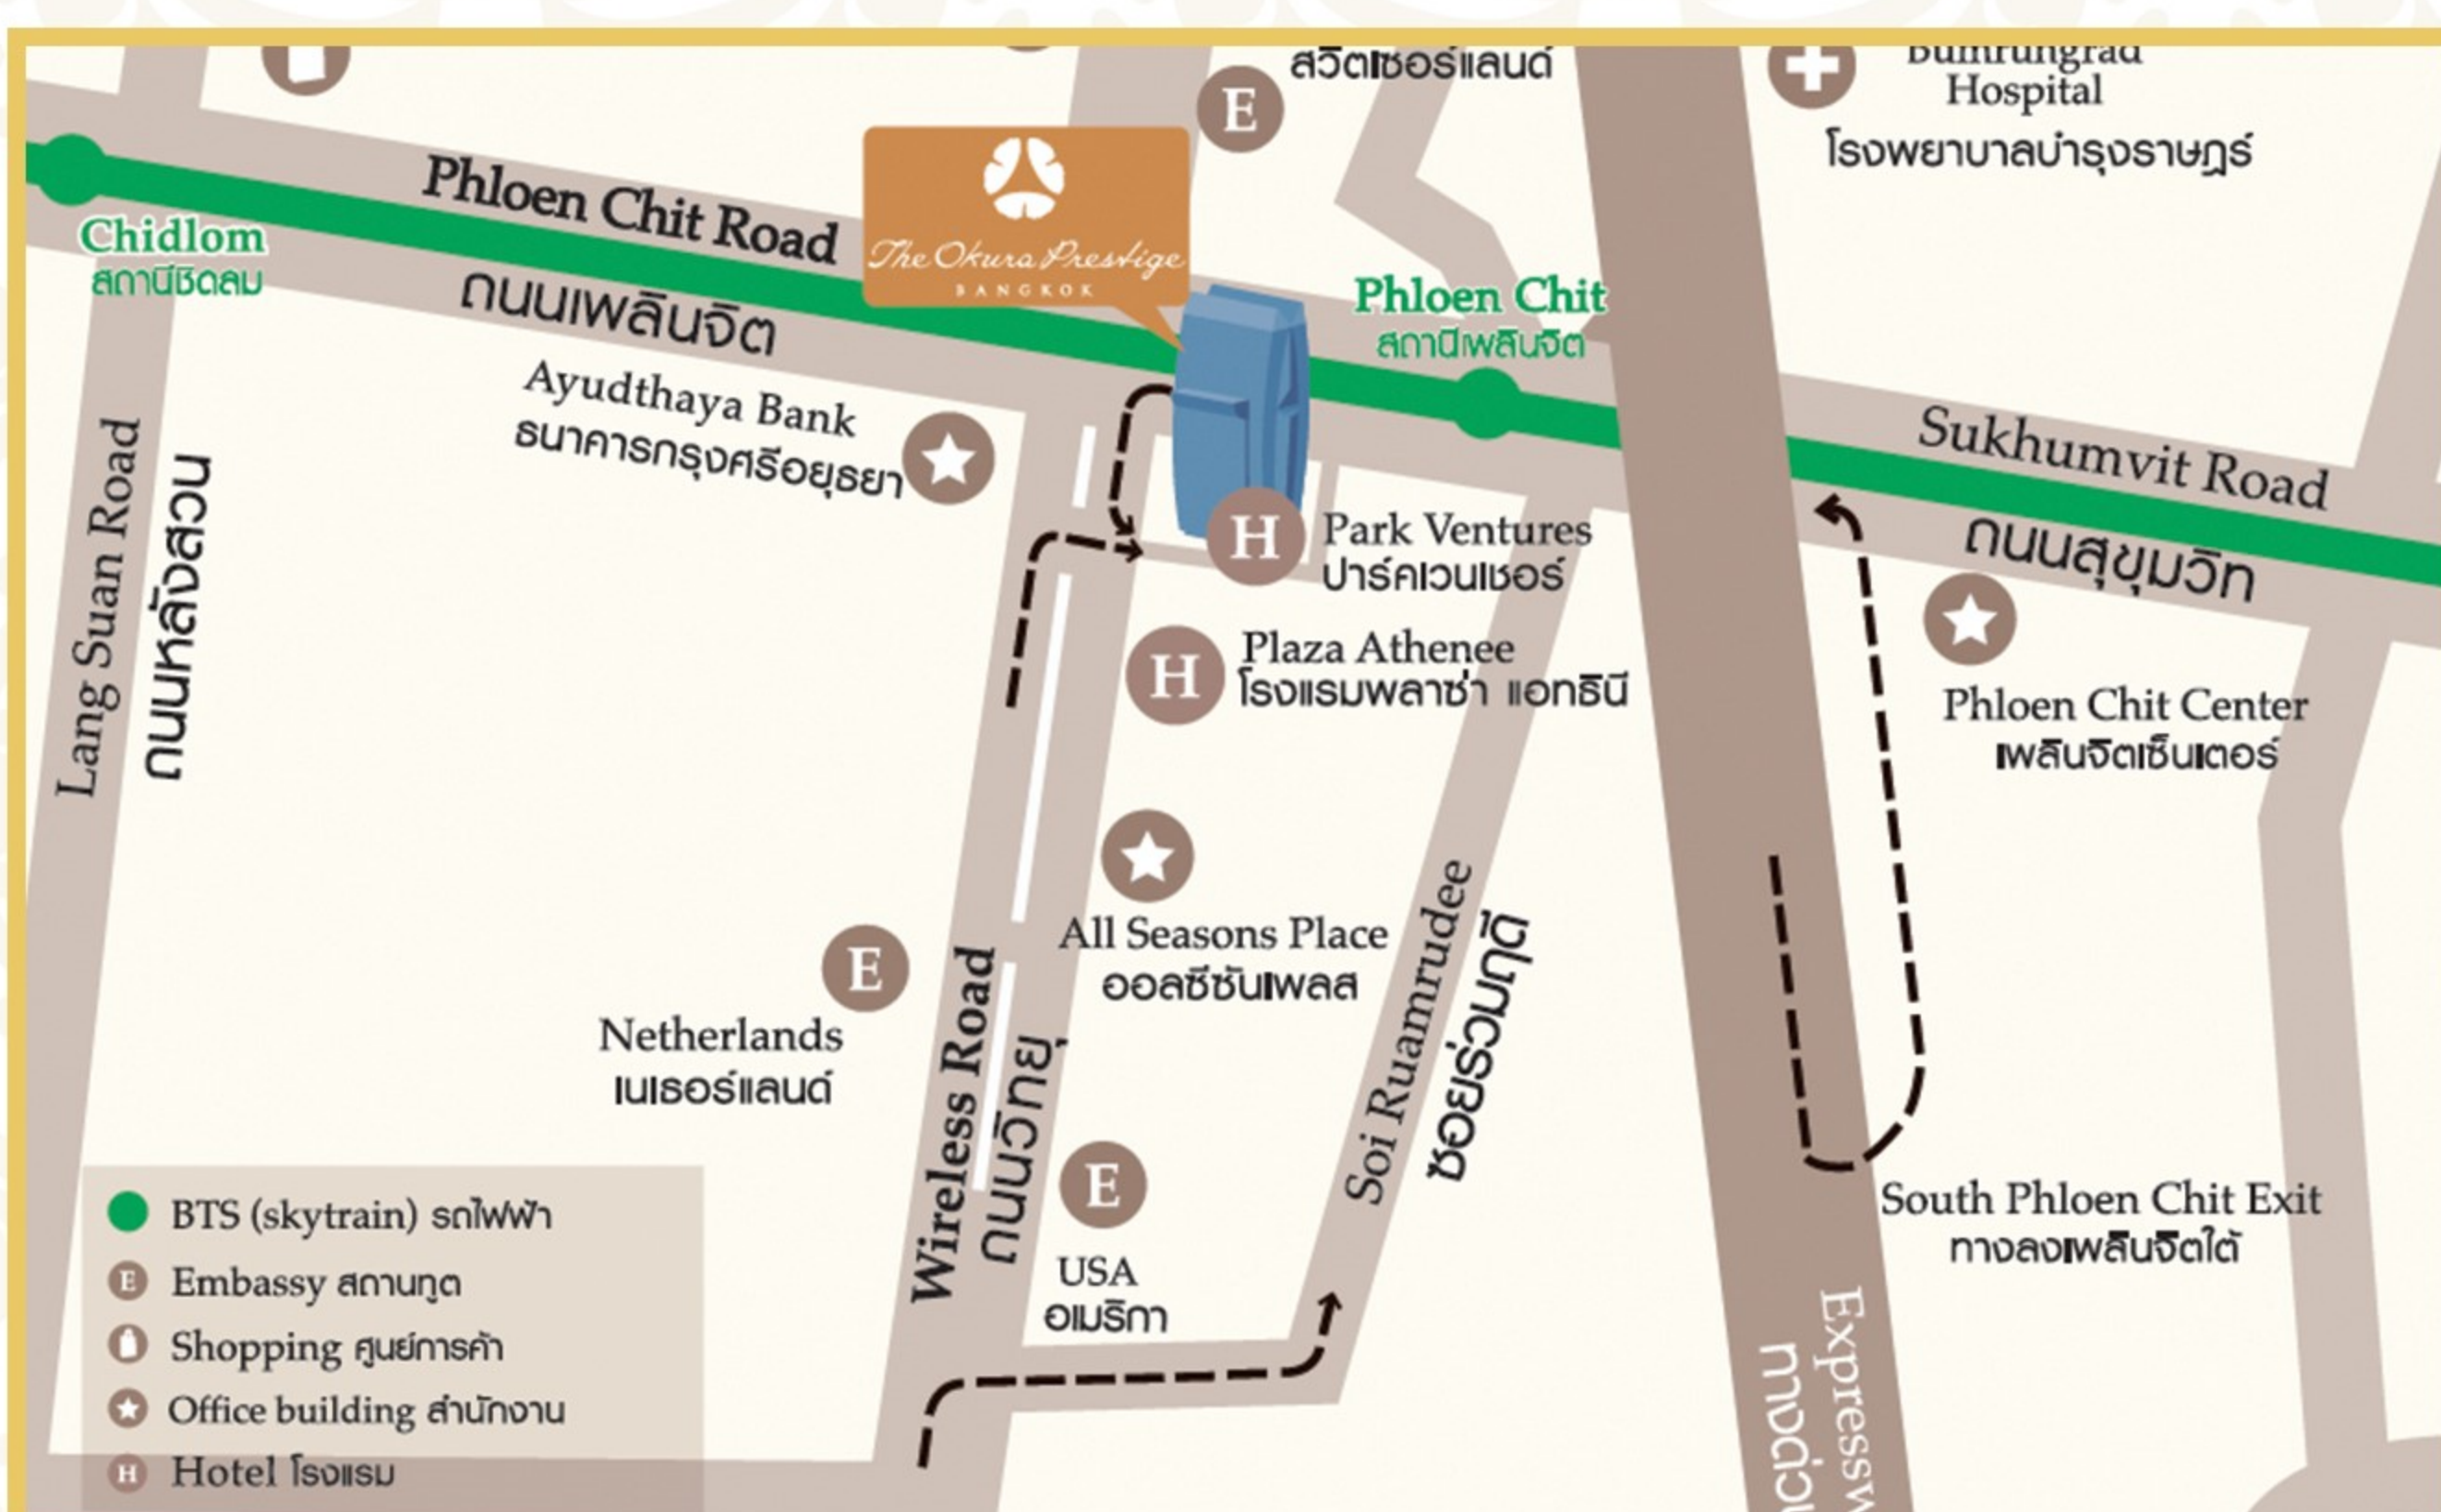 สวิตเซอร์แลนด์
E
Bumrungrad
Hospital
โรงพยาบาลบำรุงราษฎร์
Phloen Chit Road
ถนนเพลินจิต
The Okura Prestige
BANGKOK
Chidlom
สถานีชิดลม
Phloen Chit
สถานีเพลินจิต
Ayudthaya Bank
ธนาคารกรุงศรีอยุธยา
Sukhumvit Road
ถนนสุขุมวิท
Lang Suan Road
ถนนหลังสวน
H
Park Ventures
ปาร์คเวนเชอร์
H
Plaza Athenee
โรงแรมพลาซ่า แอทธินี
Phloen Chit Center
เพลินจิตเซ็นเตอร์
All Seasons Place
ออลซีซันเพลส
Soi Ruamrudee
ซอยร่วมฤดี
E
Netherlands
เนเธอร์แลนด์
Wireless Road
ถนนวิทยุ
E
USA
อเมริกา
South Phloen Chit Exit
ทางลงเพลินจิตใต้
BTS (skytrain) รถไฟฟ้า
E Embassy สถานทูต
Shopping ศูนย์การค้า
Office building สำนักงาน
H Hotel โรงแรม